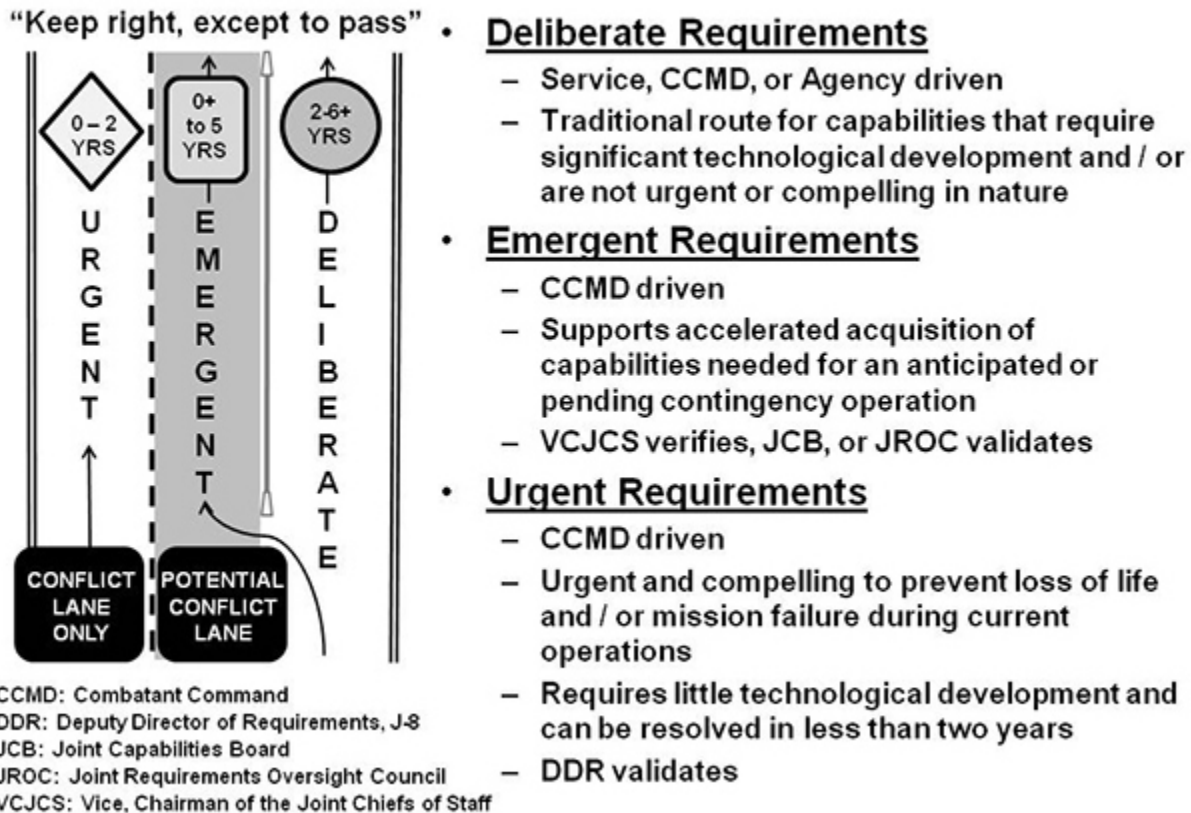 “Keep right, except to pass”
0 – 2
YRS
0+
to 5
YRS
2-6+
YRS
URGENT
EMERGENT
DELIBERATE
CONFLICT
LANE
ONLY
POTENTIAL
CONFLICT
LANE
CCMD: Combatant Command
DDR: Deputy Director of Requirements, J-8
JCB: Joint Capabilities Board
JROC: Joint Requirements Oversight Council
VCJCS: Vice, Chairman of the Joint Chiefs of Staff
• Deliberate Requirements
– Service, CCMD, or Agency driven
– Traditional route for capabilities that require
significant technological development and / or
are not urgent or compelling in nature
• Emergent Requirements
– CCMD driven
– Supports accelerated acquisition of
capabilities needed for an anticipated or
pending contingency operation
– VCJCS verifies, JCB, or JROC validates
• Urgent Requirements
– CCMD driven
– Urgent and compelling to prevent loss of life
and / or mission failure during current
operations
– Requires little technological development and
can be resolved in less than two years
– DDR validates